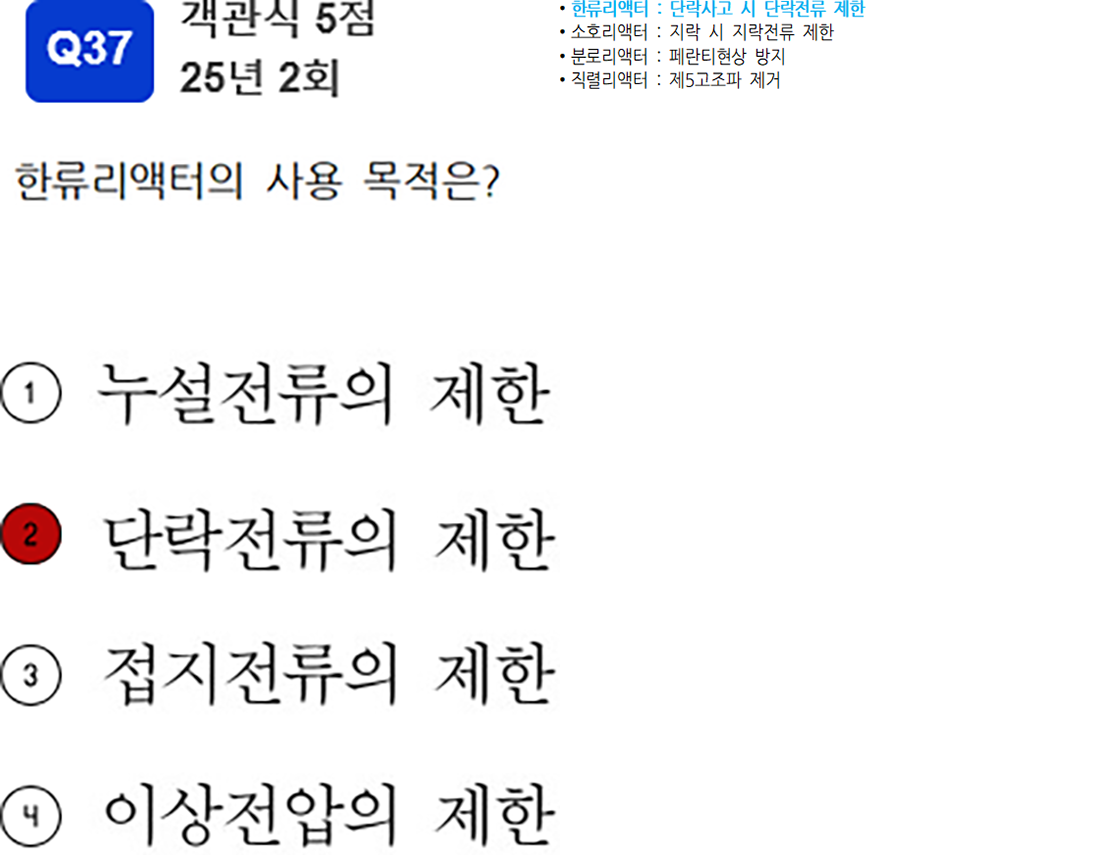 Q37
객관식 5점
25년 2회
• 한류리액터 : 단락사고 시 단락전류 제한
• 소호리액터 : 지락 시 지락전류 제한
• 분로리액터 : 페란티현상 방지
• 직렬리액터 : 제5고조파 제거
한류리액터의 사용 목적은?
① 누설전류의 제한
② 단락전류의 제한
③ 접지전류의 제한
④ 이상전압의 제한